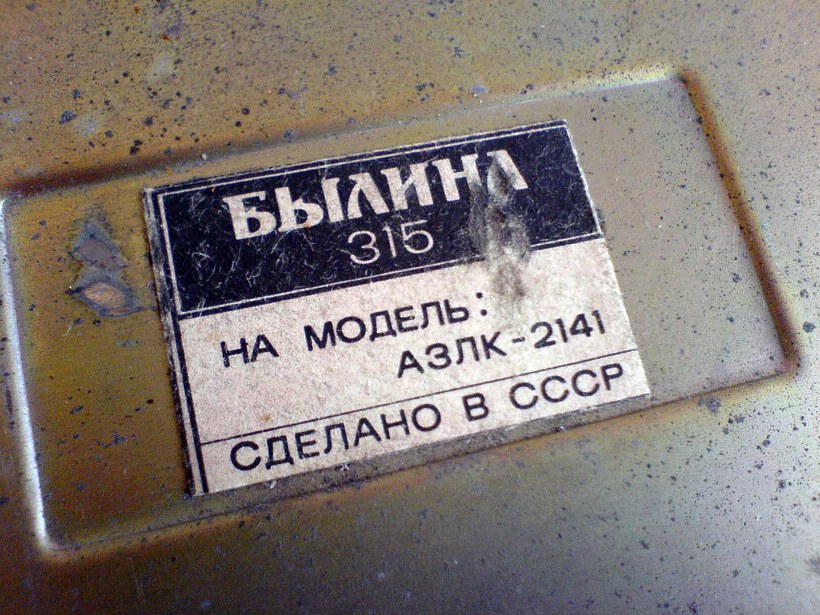 БЫЛИНА
315
НА МОДЕЛЬ:
АЗЛК-2141
СДЕЛАНО В СССР